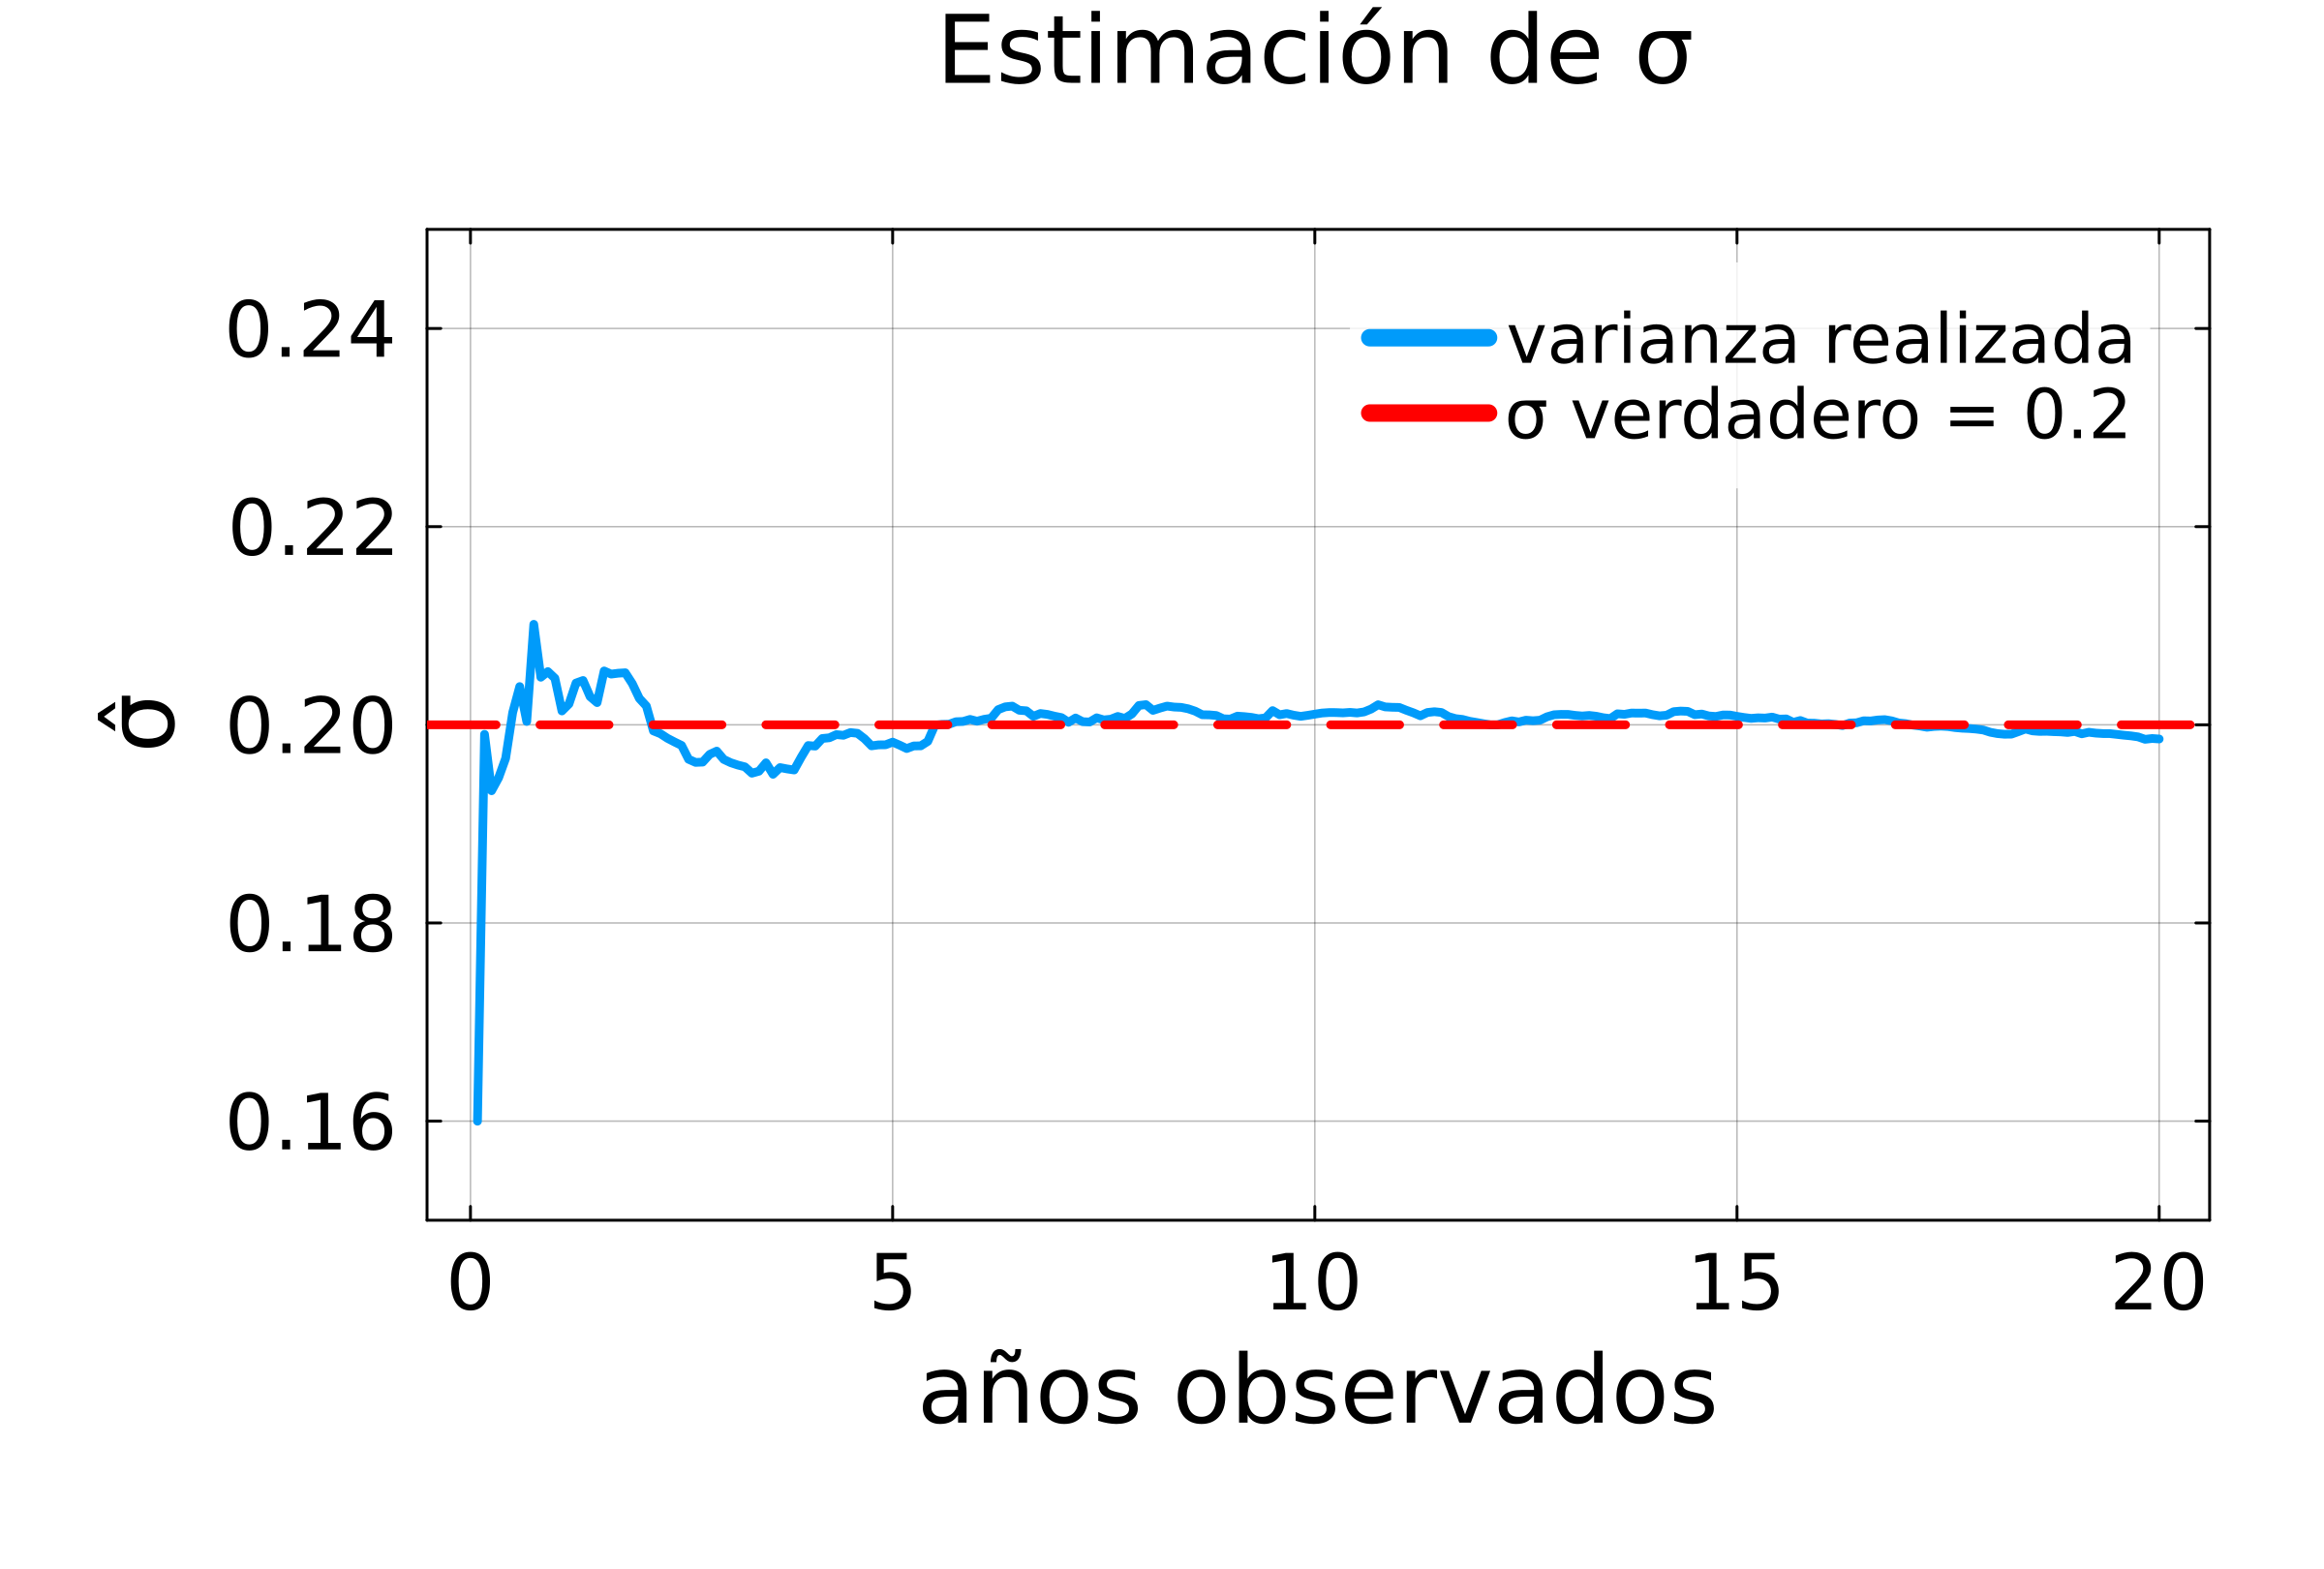 Estimación de σ
varianza realizada
σ verdadero = 0.2
σ̂
0.24
0.22
0.20
0.18
0.16
0 5 10 15 20
años observados